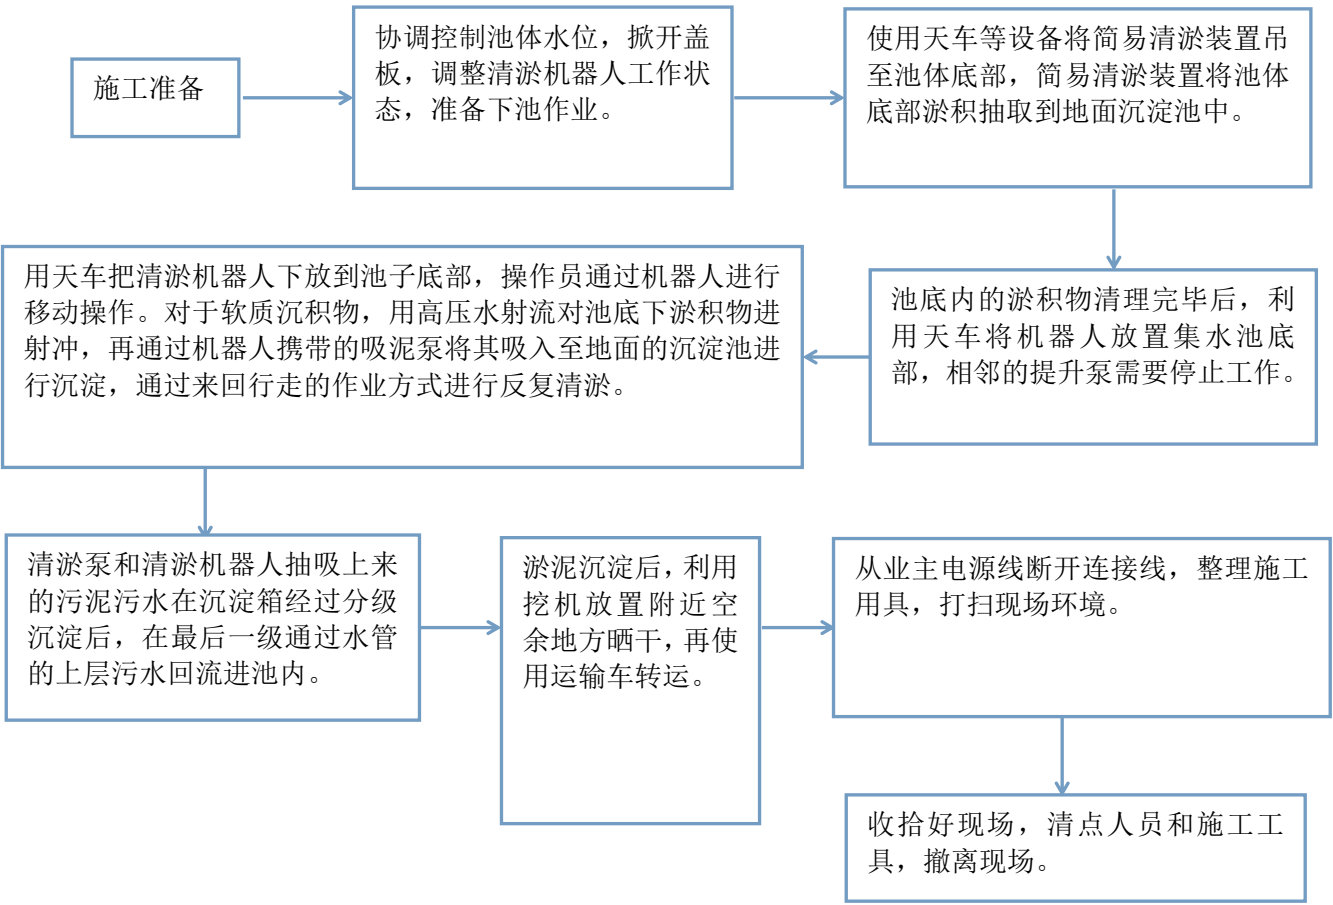 施工准备
协调控制池体水位，掀开盖
板，调整清淤机器人工作状
态，准备下池作业。
使用天车等设备将简易清淤装置吊
至池体底部，简易清淤装置将池体
底部淤积抽取到地面沉淀池中。
池底内的淤积物清理完毕后，利
用天车将机器人放置集水池底
部，相邻的提升泵需要停止工作。
用天车把清淤机器人下放到池子底部，操作员通过机器人进行
移动操作。对于软质沉积物，用高压水射流对池底下淤积物进
射冲，再通过机器人携带的吸泥泵将其吸入至地面的沉淀池进
行沉淀，通过来回行走的作业方式进行反复清淤。
清淤泵和清淤机器人抽吸上来
的污泥污水在沉淀箱经过分级
沉淀后，在最后一级通过水管
的上层污水回流进池内。
淤泥沉淀后，利用
挖机放置附近空
余地方晒干，再使
用运输车转运。
从业主电源线断开连接线，整理施工
用具，打扫现场环境。
收拾好现场，清点人员和施工工
具，撤离现场。